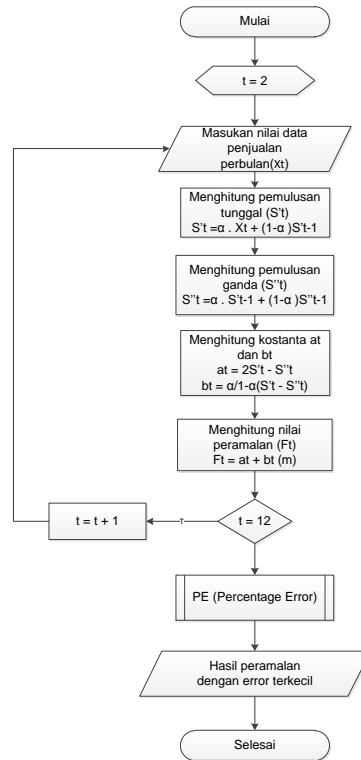 Mulai
t = 2
Masukan nilai data
penjualan
perbulan(Xt)
Menghitung pemulusan
tunggal (S't)
S't =α . Xt + (1-α )S't-1
Menghitung pemulusan
ganda (S''t)
S''t =α . S't-1 + (1-α )S''t-1
Menghitung kostanta at
dan bt
at = 2S't - S''t
bt = α/1-α(S't - S''t)
Menghitung nilai
peramalan (Ft)
Ft = at + bt (m)
t = 12
T
t = t + 1
PE (Percentage Error)
Hasil peramalan
dengan error terkecil
Selesai